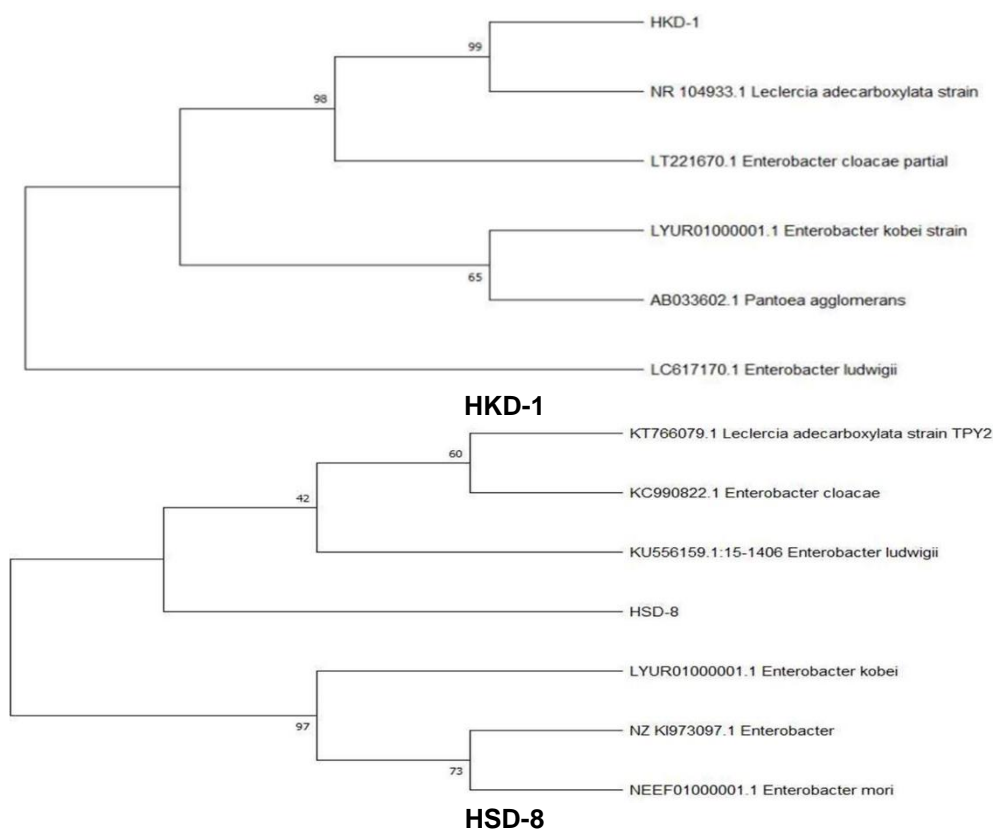 HKD-1
99
NR 104933.1 Leclercia adecarboxylata strain
98
LT221670.1 Enterobacter cloacae partial
LYUR01000001.1 Enterobacter kobei strain
65
AB033602.1 Pantoea agglomerans
LC617170.1 Enterobacter ludwigii
HKD-1
KT766079.1 Leclercia adecarboxylata strain TPY2
60
KC990822.1 Enterobacter cloacae
42
KU556159.1:15-1406 Enterobacter ludwigii
HSD-8
LYUR01000001.1 Enterobacter kobei
97
NZ KI973097.1 Enterobacter
73
NEEF01000001.1 Enterobacter mori
HSD-8